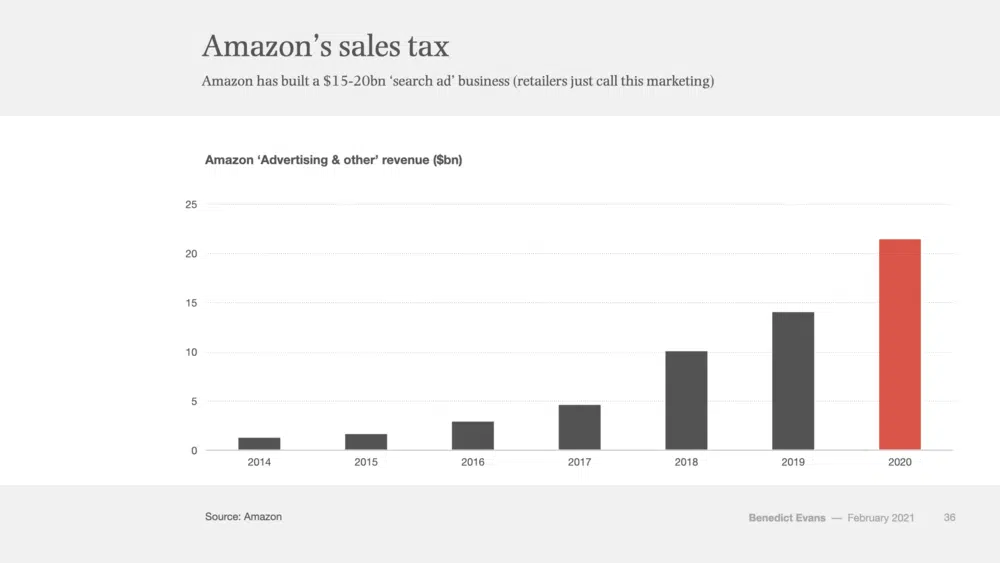 Amazon’s sales tax
Amazon has built a $15-20bn ‘search ad’ business (retailers just call this marketing)
Amazon ‘Advertising & other’ revenue ($bn)
25
20
15
10
5
0
2014 2015 2016 2017 2018 2019 2020
Source: Amazon
Benedict Evans — February 2021 36